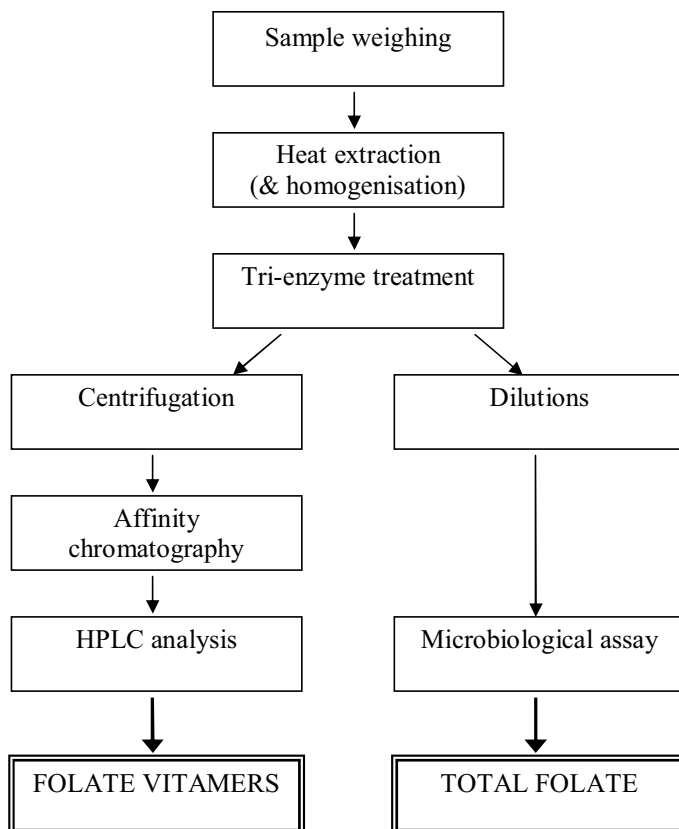 Sample weighing
Heat extraction
(& homogenisation)
Tri-enzyme treatment
Centrifugation
Dilutions
Affinity
chromatography
HPLC analysis
Microbiological assay
FOLATE VITAMERS
TOTAL FOLATE